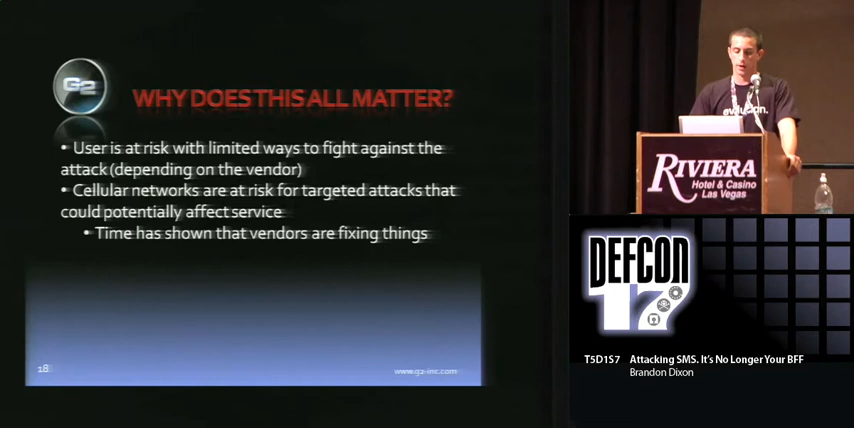 G2
WHY DOES THIS ALL MATTER?
• User is at risk with limited ways to fight against the
attack (depending on the vendor)
• Cellular networks are at risk for targeted attacks that
could potentially affect service
• Time has shown that vendors are fixing things
18
www.g2-inc.com
RIVIERA
Hotel & Casino
Las Vegas
DEFCON
17
T5D1S7 Attacking SMS. It's No Longer Your BFF
Brandon Dixon